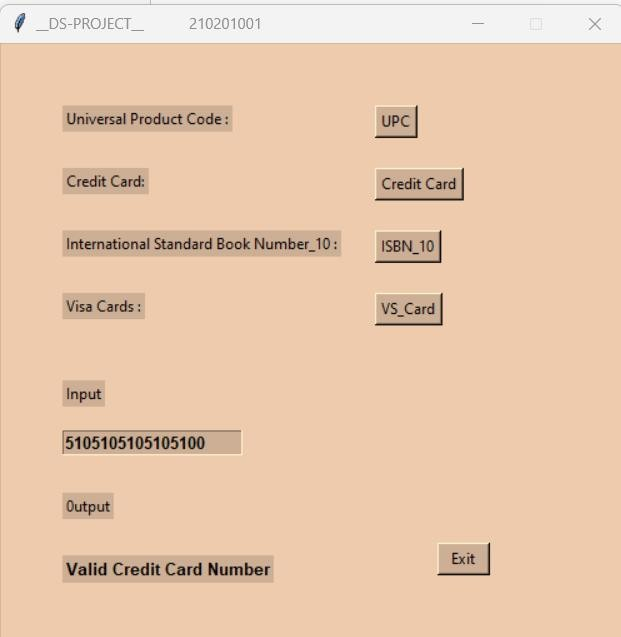 __DS-PROJECT__ 210201001
Universal Product Code : UPC
Credit Card: Credit Card
International Standard Book Number_10 : ISBN_10
Visa Cards : VS_Card
Input
5105105105105100
0utput
Valid Credit Card Number
Exit